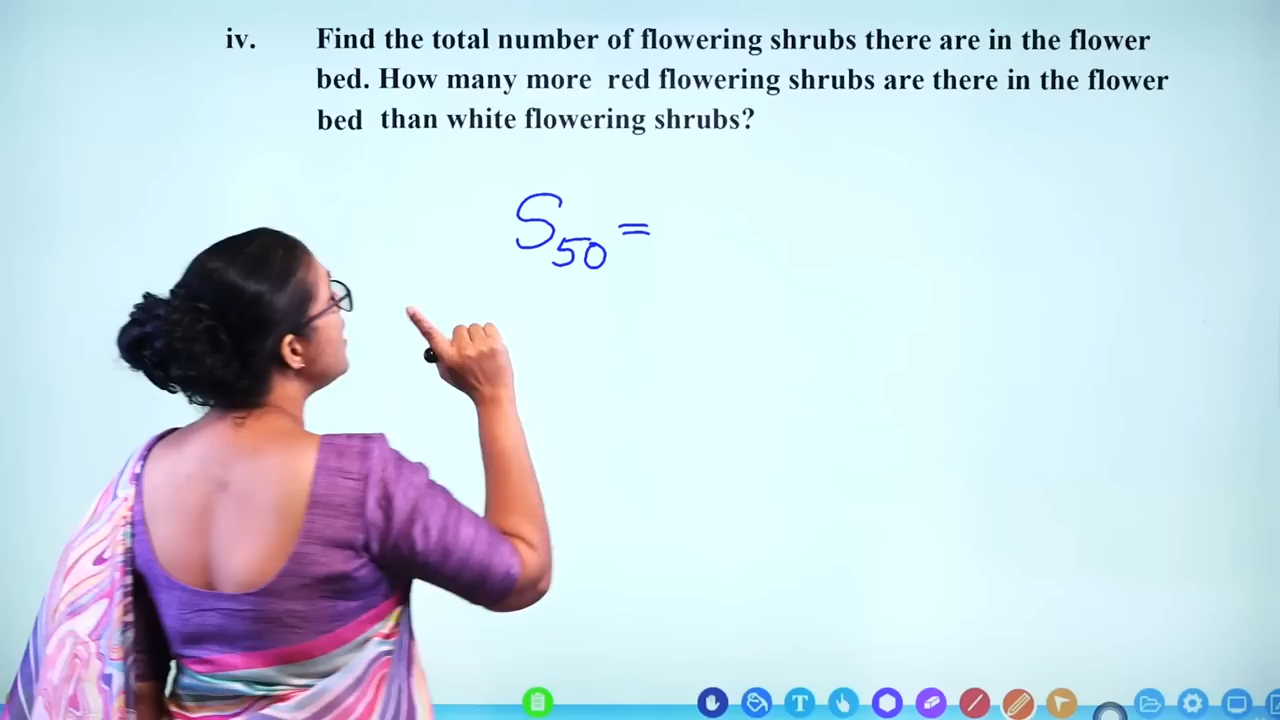 iv. Find the total number of flowering shrubs there are in the flower
bed. How many more red flowering shrubs are there in the flower
bed than white flowering shrubs?
S₅₀ =
T